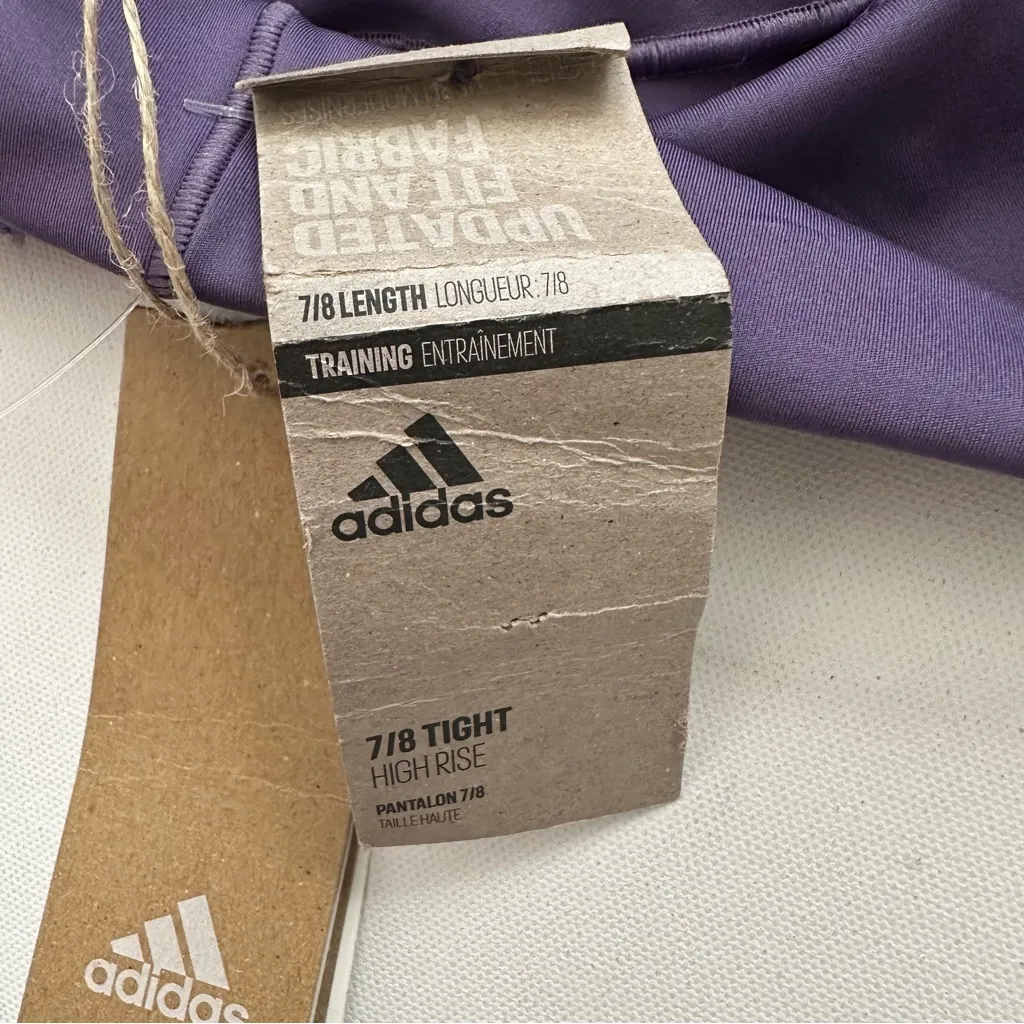 UPDATED
FIT AND
FABRIC
7/8 LENGTH LONGUEUR: 7/8
TRAINING ENTRAÎNEMENT
adidas
7/8 TIGHT
HIGH RISE
PANTALON 7/8
TAILLE HAUTE
adidas